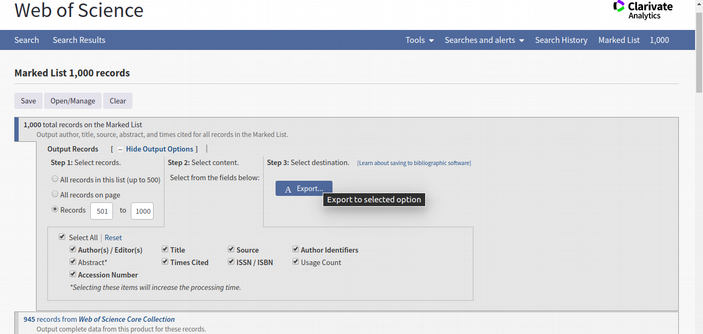 Web of Science
Clarivate
Analytics
Search Search Results Tools Searches and alerts Search History Marked List 1,000
Marked List 1,000 records
Save Open/Manage Clear
1,000 total records on the Marked List
Output author, title, source, abstract, and times cited for all records in the Marked List.
Output Records [ – Hide Output Options ] |
Step 1: Select records. Step 2: Select content. Step 3: Select destination. [Learn about saving to bibliographic software]
All records in this list (up to 500) Select from the fields below:
All records on page
A Export...
Export to selected option
Records 501 to 1000
Select All | Reset
Author(s) / Editor(s) Title Source Author Identifiers
Abstract* Times Cited ISSN / ISBN Usage Count
Accession Number
*Selecting these items will increase the processing time.
945 records from Web of Science Core Collection
Output complete data from this product for these records.